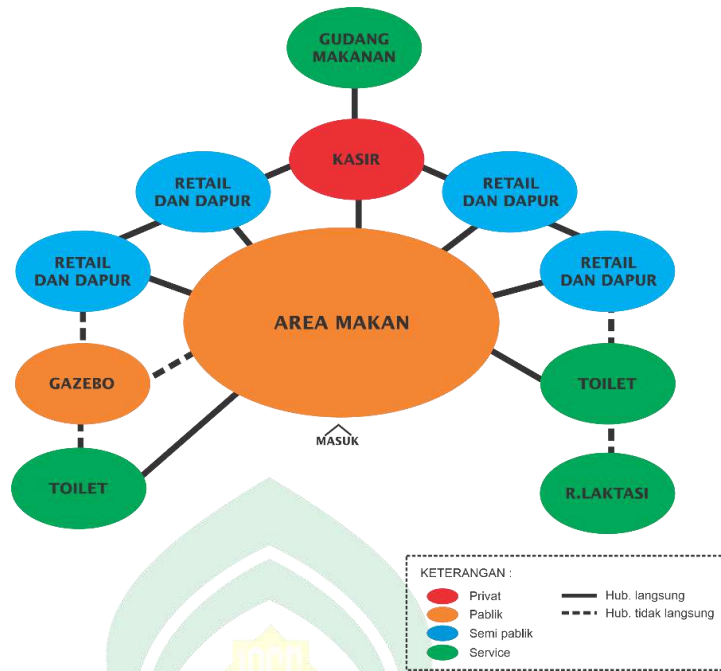 GUDANG
MAKANAN
KASIR
RETAIL
DAN DAPUR
RETAIL
DAN DAPUR
RETAIL
DAN DAPUR
RETAIL
DAN DAPUR
AREA MAKAN
GAZEBO
TOILET
MASUK
TOILET
R.LAKTASI
KETERANGAN :
Privat
Pablik
Semi pablik
Service
Hub. langsung
Hub. tidak langsung